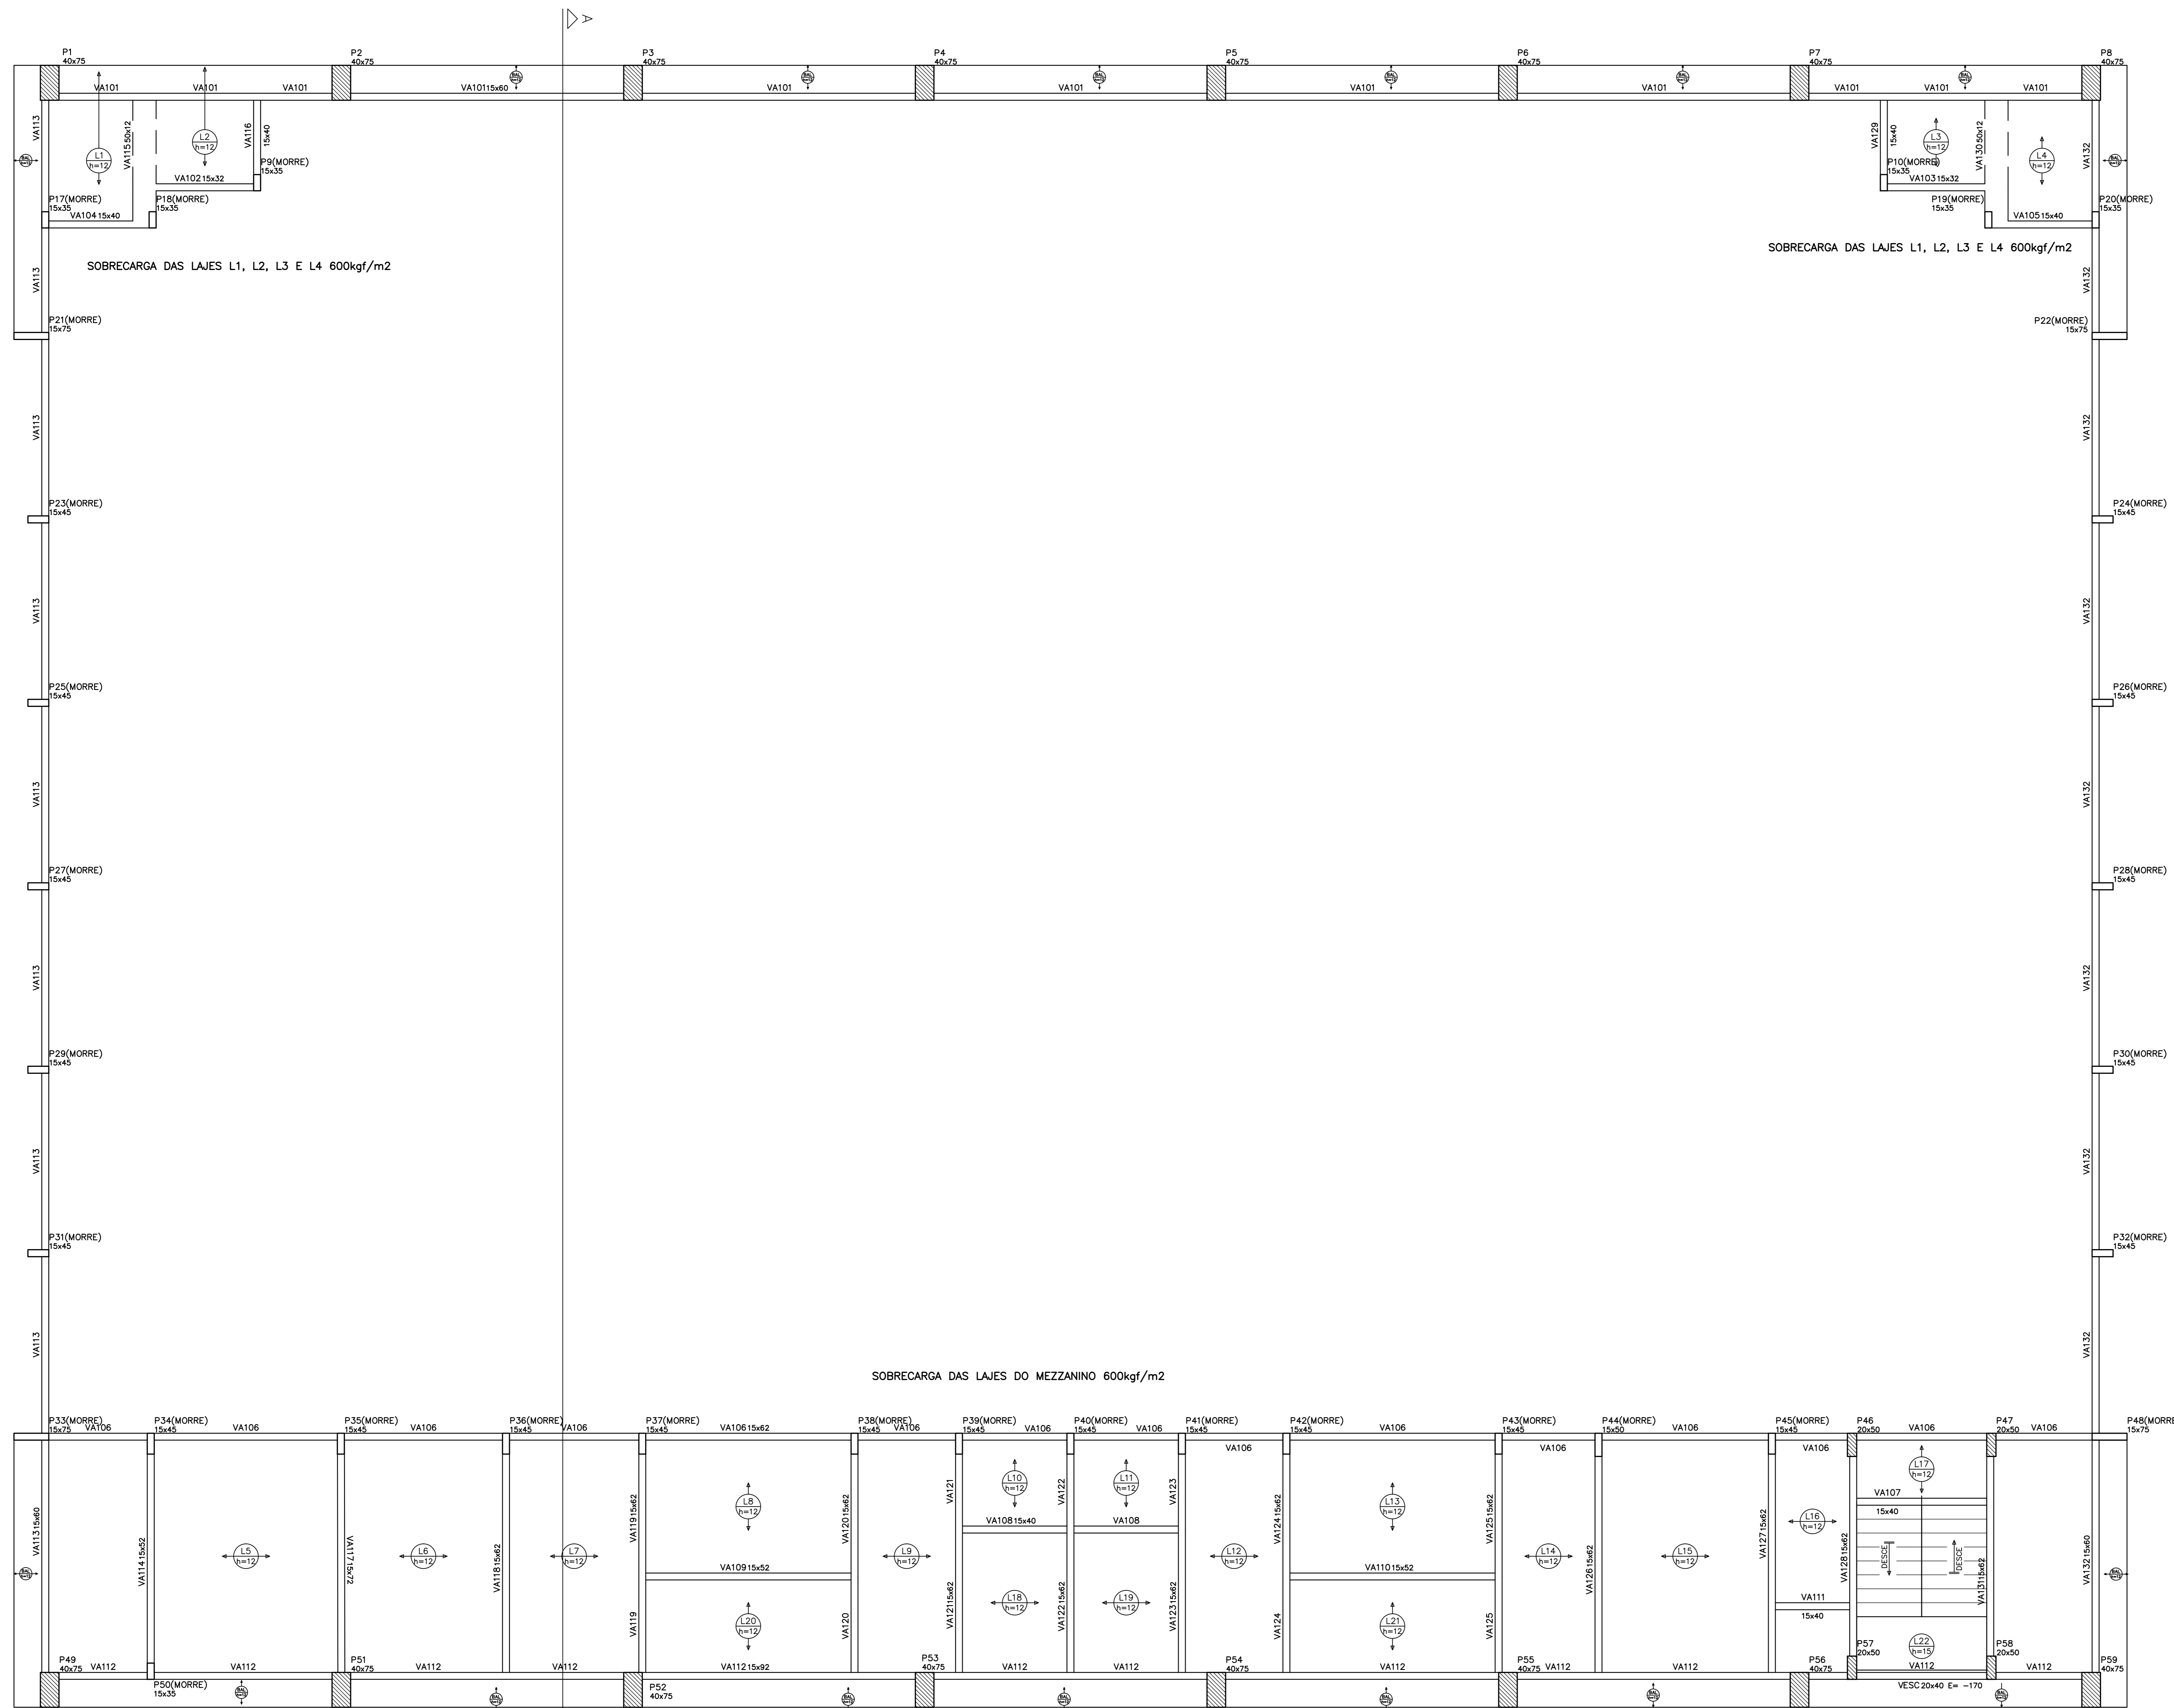 A
P1
40x75
P2
40x75
P3
40x75
P4
40x75
P5
40x75
P6
40x75
P7
40x75
P8
40x75
VA101
VA101
VA101
VA101 15x60
VA101
VA101
VA101
VA101
VA101
VA101
VA101
VA113
L1
h=12
VA115 50x12
L2
h=12
VA116
15x40
P9(MORRE)
15x35
VA102 15x32
P17(MORRE)
15x35
VA104 15x40
P18(MORRE)
15x35
VA129
15x40
L3
h=12
P10(MORRE)
15x35
VA103 15x32
VA130 50x12
L4
h=12
VA132
P19(MORRE)
15x35
VA105 15x40
P20(MORRE)
15x35
SOBRECARGA DAS LAJES L1, L2, L3 E L4 600kgf/m2
SOBRECARGA DAS LAJES L1, L2, L3 E L4 600kgf/m2
VA113
VA132
P21(MORRE)
15x75
P22(MORRE)
15x75
VA113
VA132
P23(MORRE)
15x45
P24(MORRE)
15x45
VA113
VA132
P25(MORRE)
15x45
P26(MORRE)
15x45
VA113
VA132
P27(MORRE)
15x45
P28(MORRE)
15x45
VA113
VA132
P29(MORRE)
15x45
P30(MORRE)
15x45
VA113
VA132
P31(MORRE)
15x45
P32(MORRE)
15x45
VA113
VA132
SOBRECARGA DAS LAJES DO MEZZANINO 600kgf/m2
P33(MORRE)
15x75
VA106
P34(MORRE)
15x45
VA106
P35(MORRE)
15x45
VA106
P36(MORRE)
15x45
VA106
P37(MORRE)
15x45
VA106 15x62
P38(MORRE)
15x45
VA106
P39(MORRE)
15x45
VA106
P40(MORRE)
15x45
VA106
P41(MORRE)
15x45
VA106
P42(MORRE)
15x45
VA106
P43(MORRE)
15x45
VA106
P44(MORRE)
15x50
VA106
P45(MORRE)
15x45
VA106
P46
20x50
VA106
P47
20x50
VA106
P48(MORRE
15x75
VA113 15x60
VA114 15x52
L5
h=12
VA117 15x72
L6
h=12
VA118 15x62
L7
h=12
VA119 15x62
VA119
L8
h=12
VA109 15x52
L20
h=12
VA120 15x62
VA120
L9
h=12
VA121
VA121 15x62
L10
h=12
VA108 15x40
L18
h=12
VA122
VA122 15x62
L11
h=12
VA108
L19
h=12
VA123
VA123 15x62
L12
h=12
VA124 15x62
VA124
L13
h=12
VA110 15x52
L21
h=12
VA125 15x62
VA125
L14
h=12
VA126 15x62
L15
h=12
VA127 15x62
L16
h=12
VA111
15x40
VA128 15x62
L17
h=12
VA107
15x40
DESCE
DESCE
VA131 15x62
L22
h=15
VA132 15x60
P49
40x75
VA112
P50(MORRE)
15x35
VA112
P51
40x75
VA112
VA112
P52
40x75
VA112 15x92
P53
40x75
VA112
VA112
P54
40x75
VA112
P55
40x75
VA112
VA112
P56
40x75
P57
20x50
VA112
P58
20x50
VA112
P59
40x75
VESC 20x40 E= -170